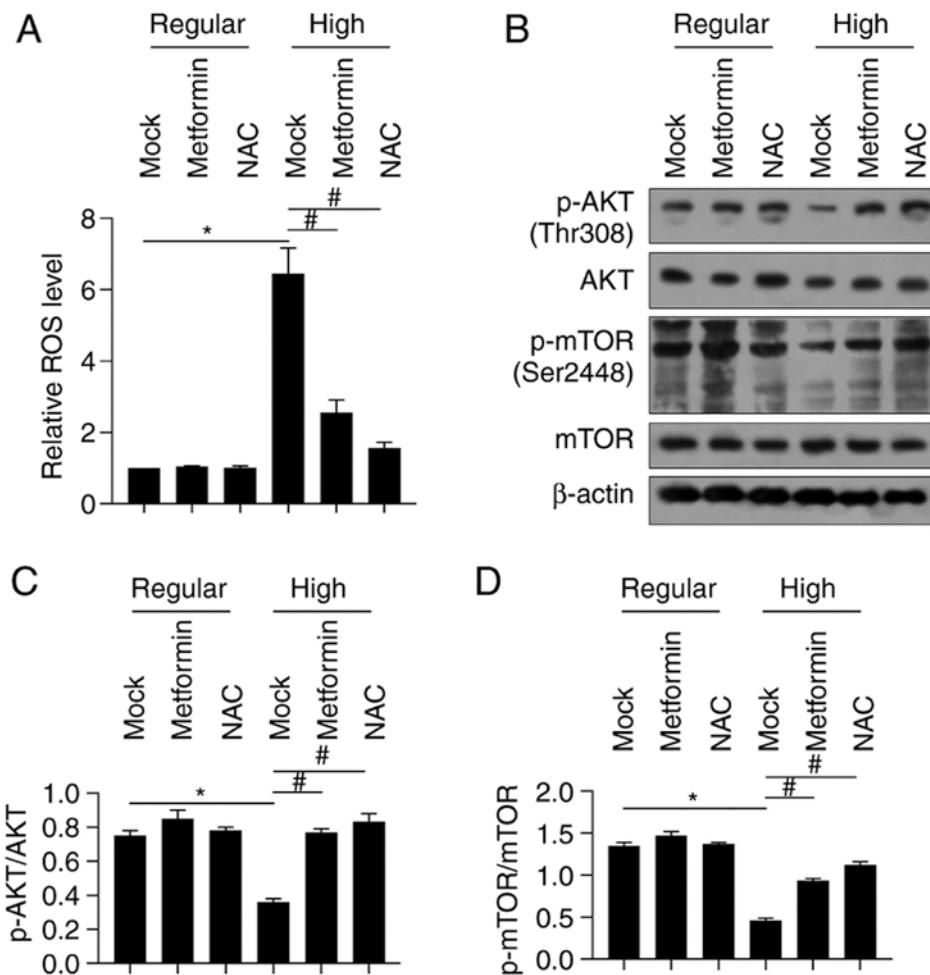 A
Regular High
Mock Metformin NAC Mock Metformin NAC
#
#
*
8
6
4
2
0
Relative ROS level
B
Regular High
Mock Metformin NAC Mock Metformin NAC
p-AKT
(Thr308)
AKT
p-mTOR
(Ser2448)
mTOR
β-actin
C
Regular High
Mock Metformin NAC Mock Metformin NAC
#
#
*
1.0
0.8
0.6
0.4
0.2
0.0
p-AKT/AKT
D
Regular High
Mock Metformin NAC Mock Metformin NAC
#
#
*
2.0
1.5
1.0
0.5
0.0
p-mTOR/mTOR